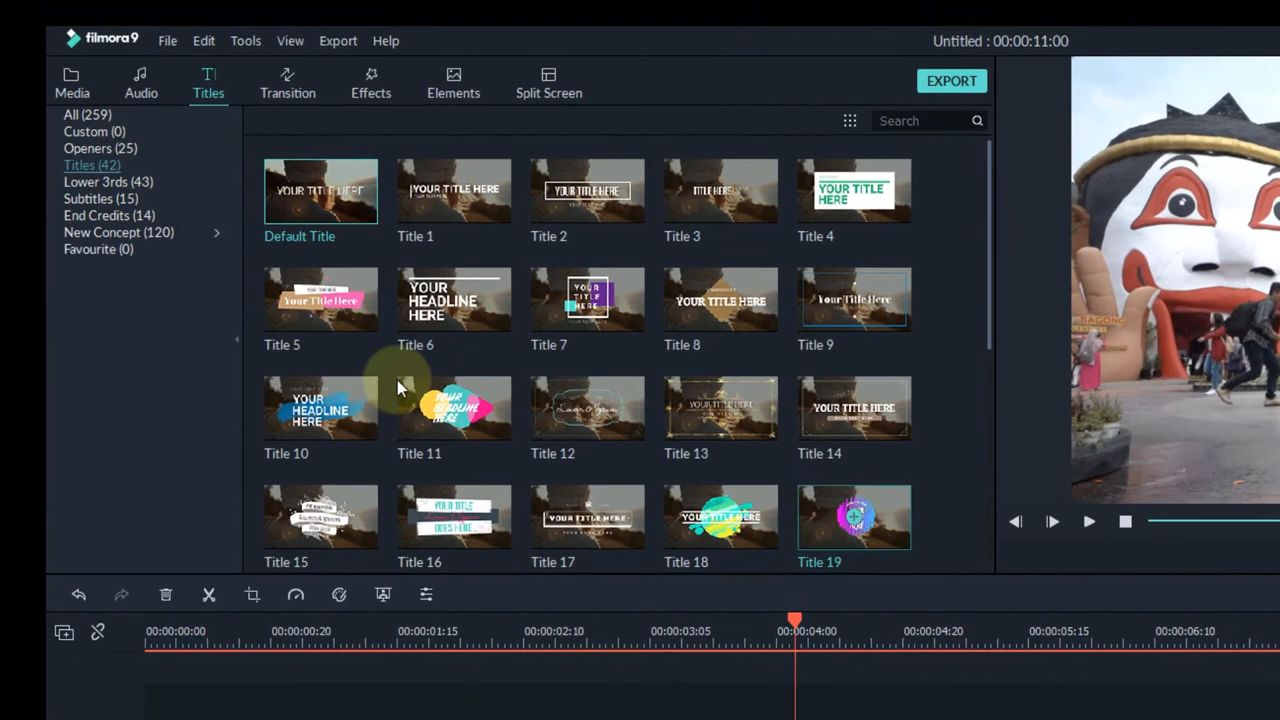 filmora9 File Edit Tools View Export Help Untitled : 00:00:11:00
Media Audio Titles Transition Effects Elements Split Screen EXPORT
All (259)
Custom (0)
Openers (25)
Titles (42)
Lower 3rds (43)
Subtitles (15)
End Credits (14)
New Concept (120)
Favourite (0)
Search
YOUR TITLE HERE
YOUR TITLE HERE
YOUR TITLE HERE
TITLE HERE
YOUR TITLE
HERE
Default Title Title 1 Title 2 Title 3 Title 4
Your Title Here
YOUR
HEADLINE
HERE
YOUR
TITLE
HERE
YOUR TITLE HERE
Your Title Here
Title 5 Title 6 Title 7 Title 8 Title 9
YOUR
HEADLINE
HERE
YOUR
HEADLINE
HERE
YOUR TITLE HERE
YOUR TITLE HERE
Title 10 Title 11 Title 12 Title 13 Title 14
YOUR TITLE
GOES HERE
YOUR TITLE HERE
YOUR TITLE HERE
Title 15 Title 16 Title 17 Title 18 Title 19
00:00:00:00 00:00:00:20 00:00:01:15 00:00:02:10 00:00:03:05 00:00:04:00 00:00:04:20 00:00:05:15 00:00:06:10